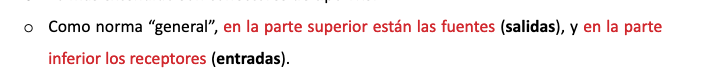 o Como norma “general”, en la parte superior están las fuentes (salidas), y en la parte
inferior los receptores (entradas).